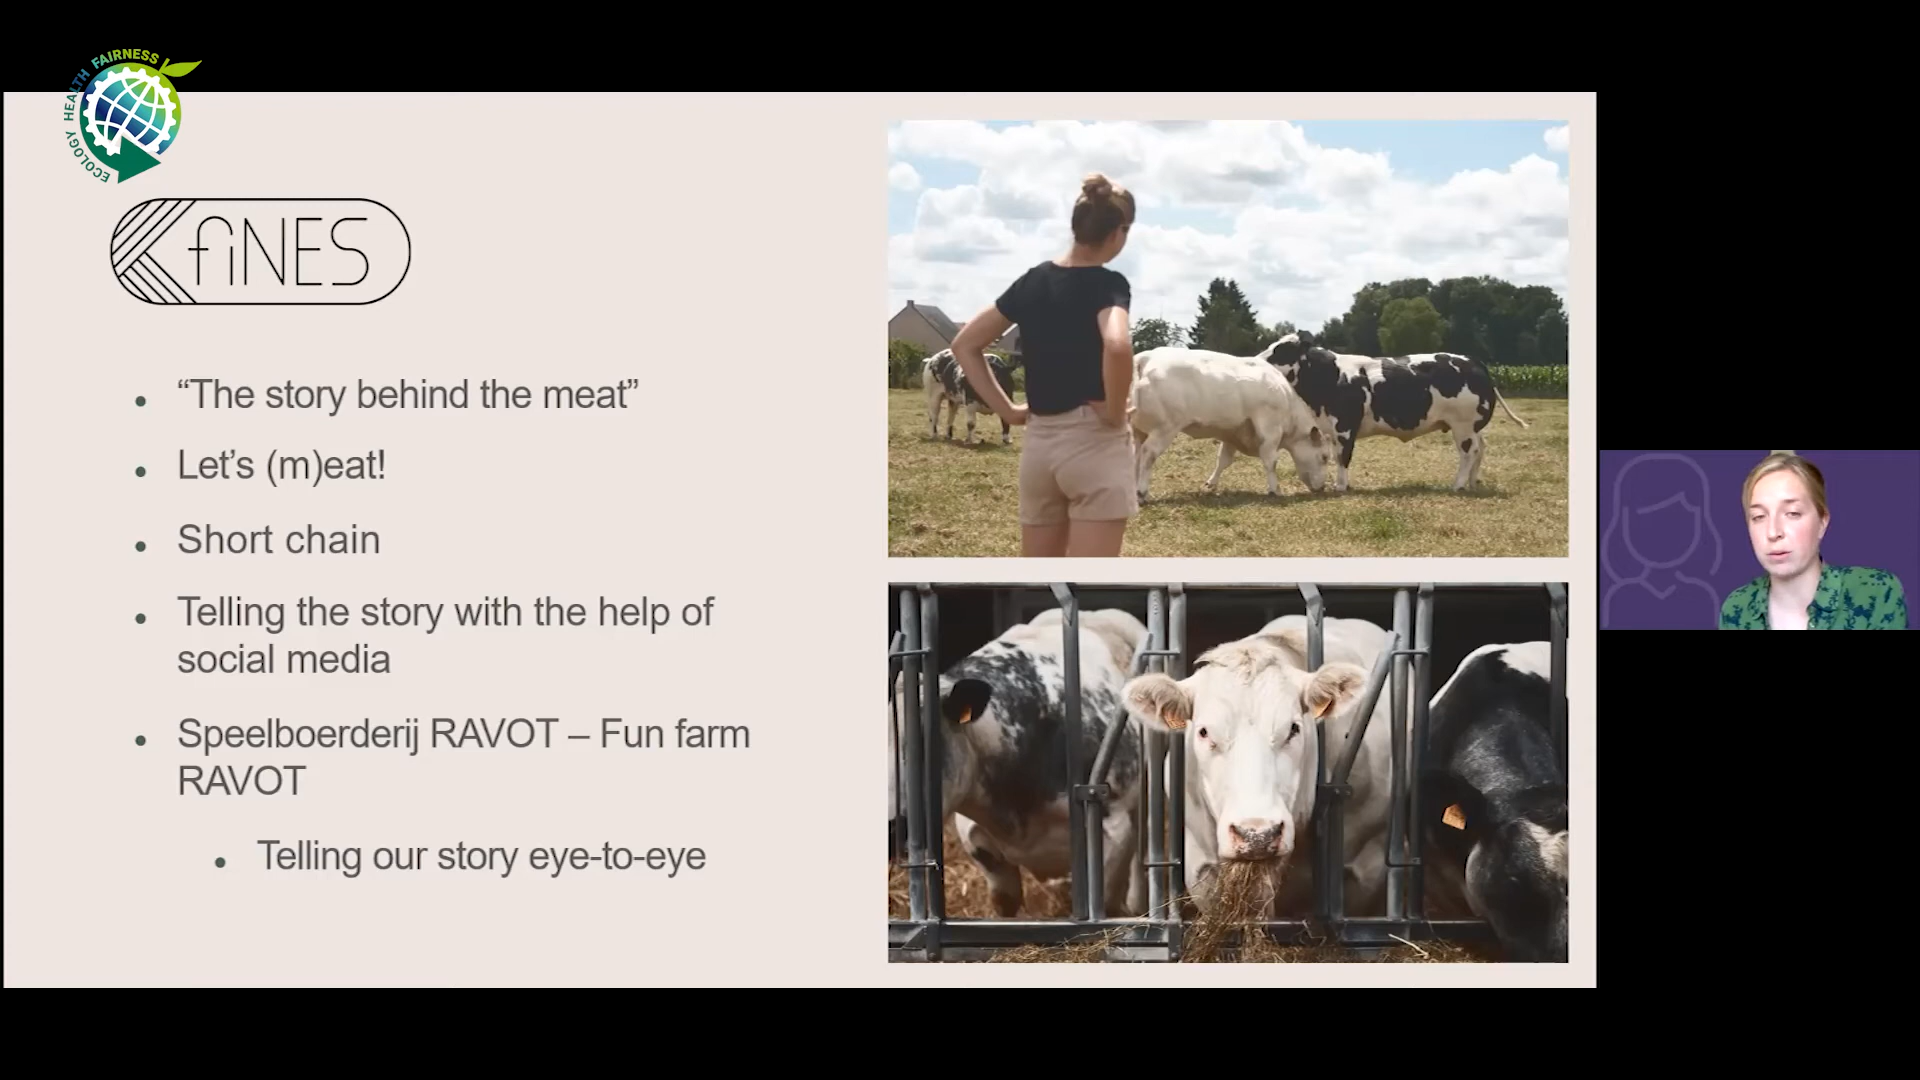 ECOLOGY HEALTH FAIRNESS
K fiNES
“The story behind the meat”
Let’s (m)eat!
Short chain
Telling the story with the help of
social media
Speelboerderij RAVOT – Fun farm
RAVOT
Telling our story eye-to-eye